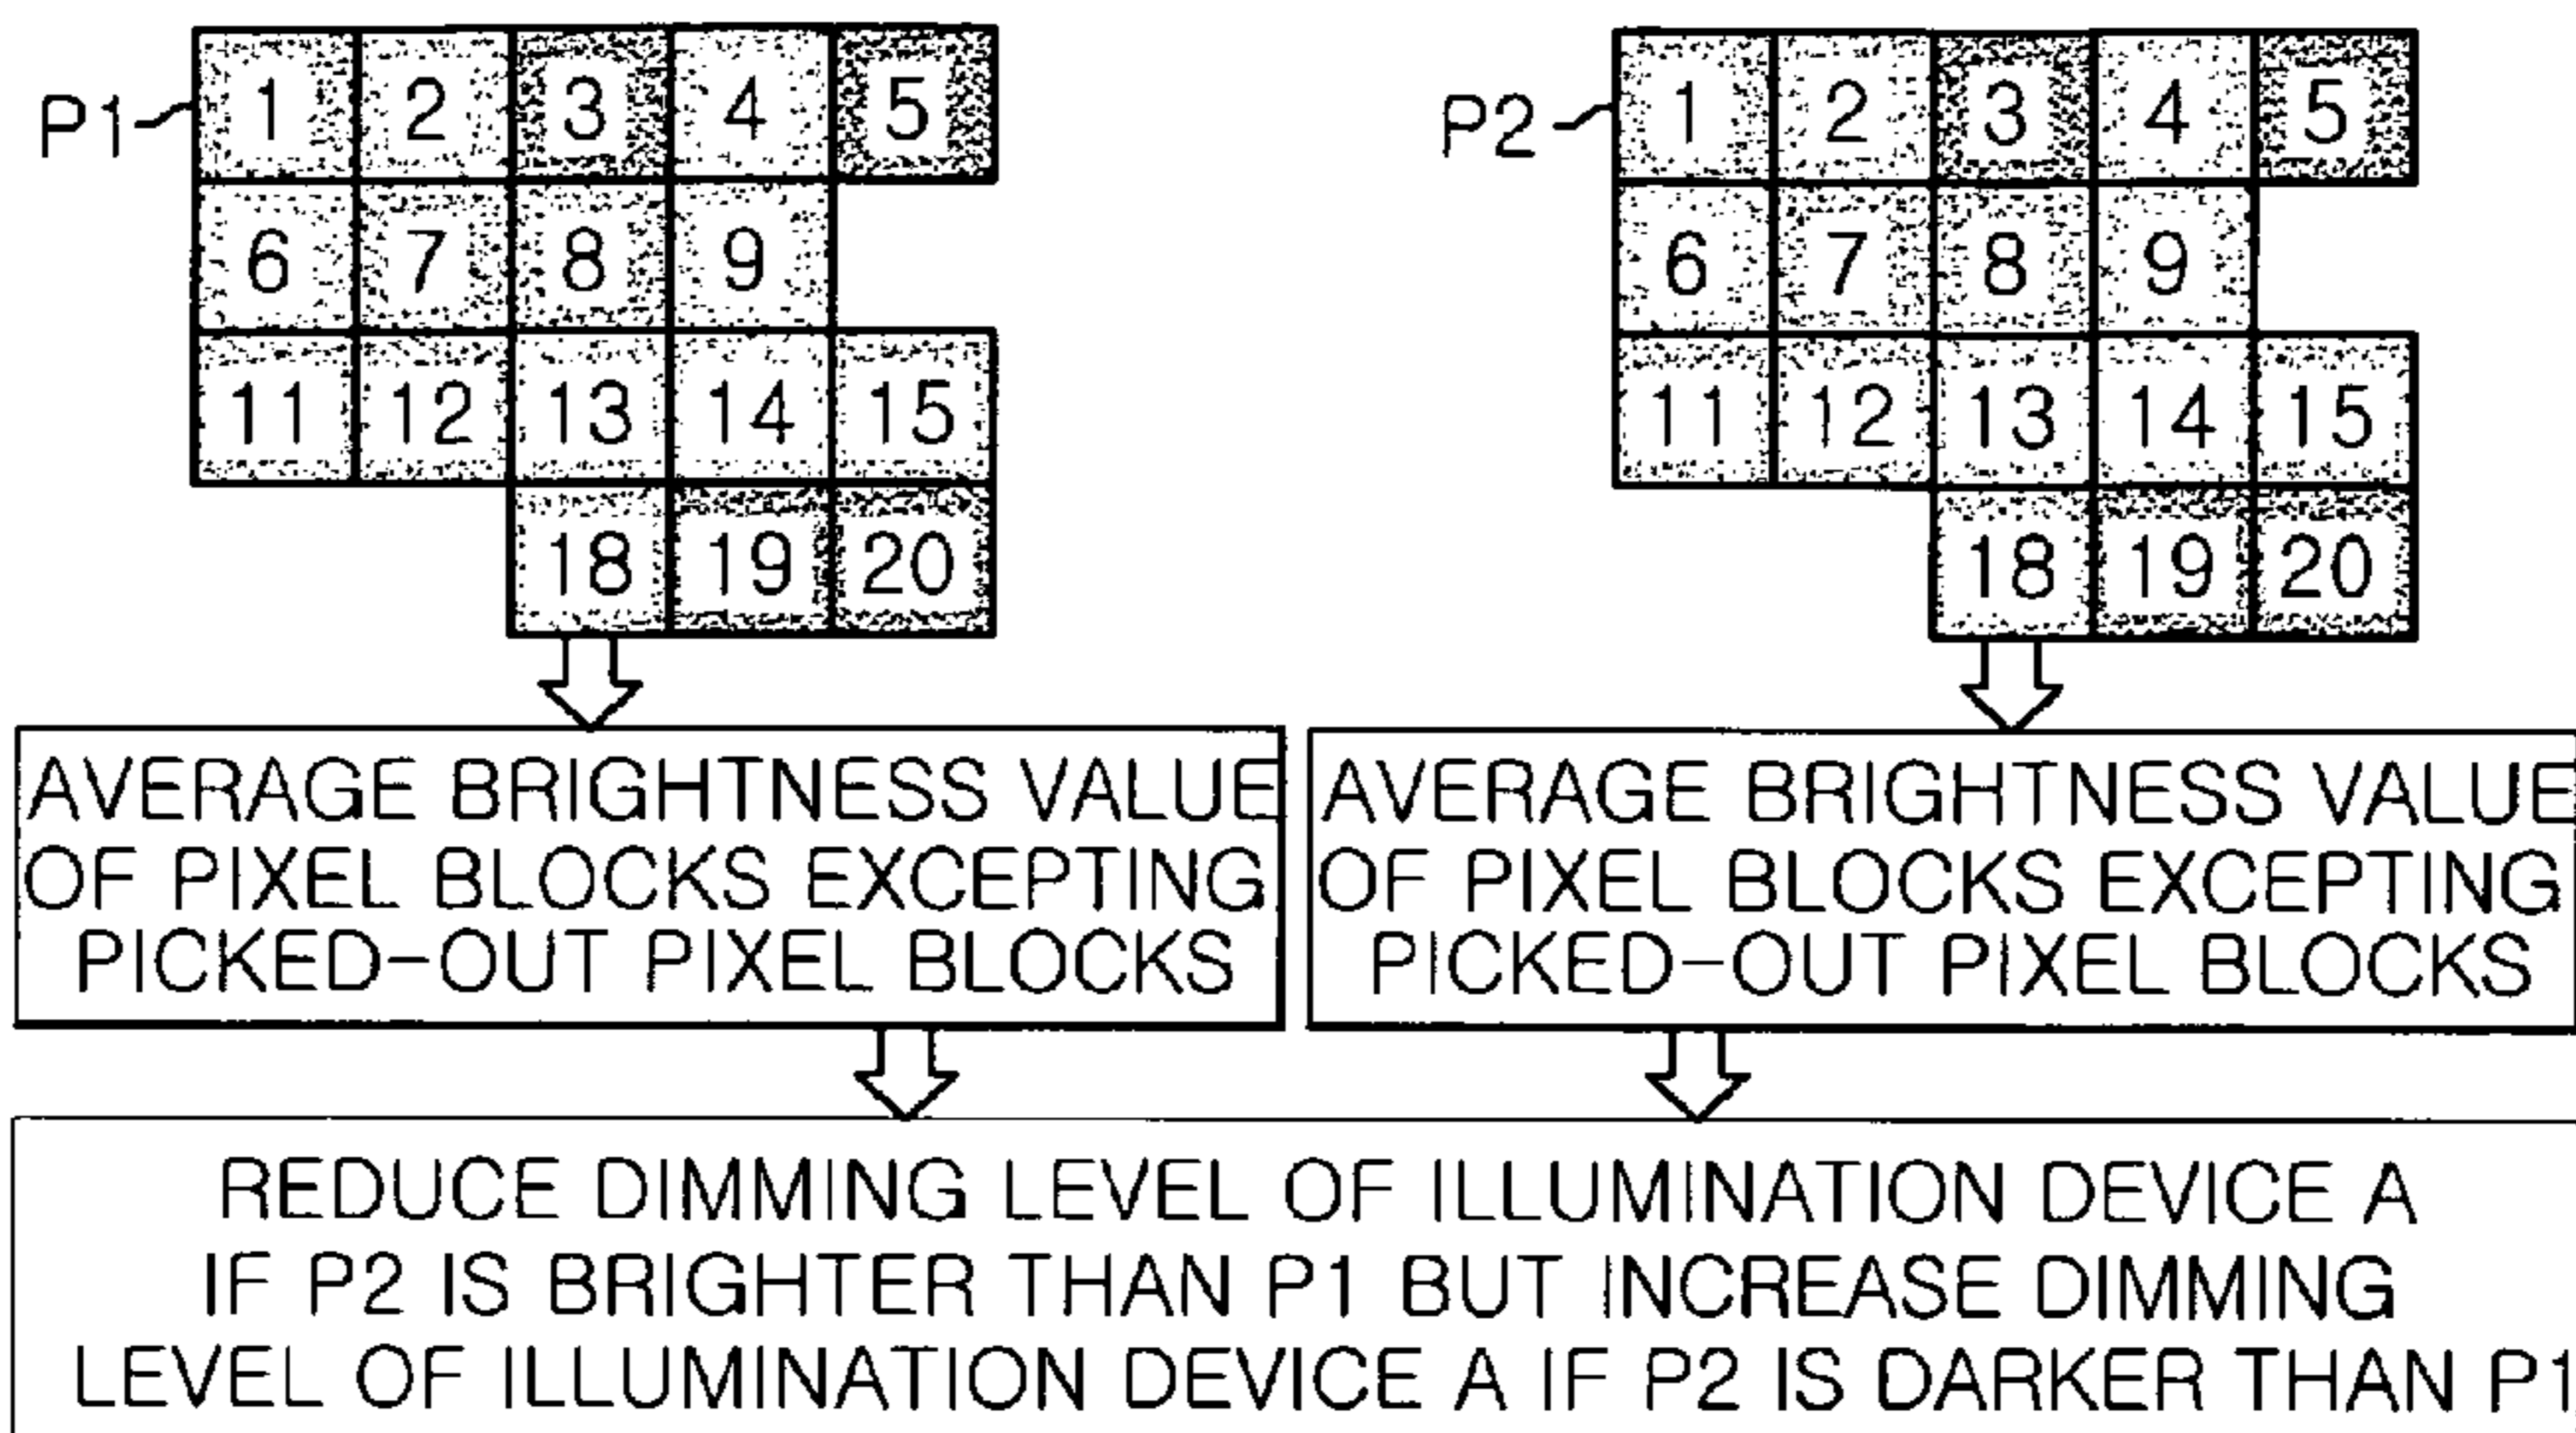 P1 1 2 3 4 5
6 7 8 9
11 12 13 14 15
18 19 20
P2 1 2 3 4 5
6 7 8 9
11 12 13 14 15
18 19 20
AVERAGE BRIGHTNESS VALUE
OF PIXEL BLOCKS EXCEPTING
PICKED-OUT PIXEL BLOCKS
AVERAGE BRIGHTNESS VALUE
OF PIXEL BLOCKS EXCEPTING
PICKED-OUT PIXEL BLOCKS
REDUCE DIMMING LEVEL OF ILLUMINATION DEVICE A
IF P2 IS BRIGHTER THAN P1 BUT INCREASE DIMMING
LEVEL OF ILLUMINATION DEVICE A IF P2 IS DARKER THAN P1